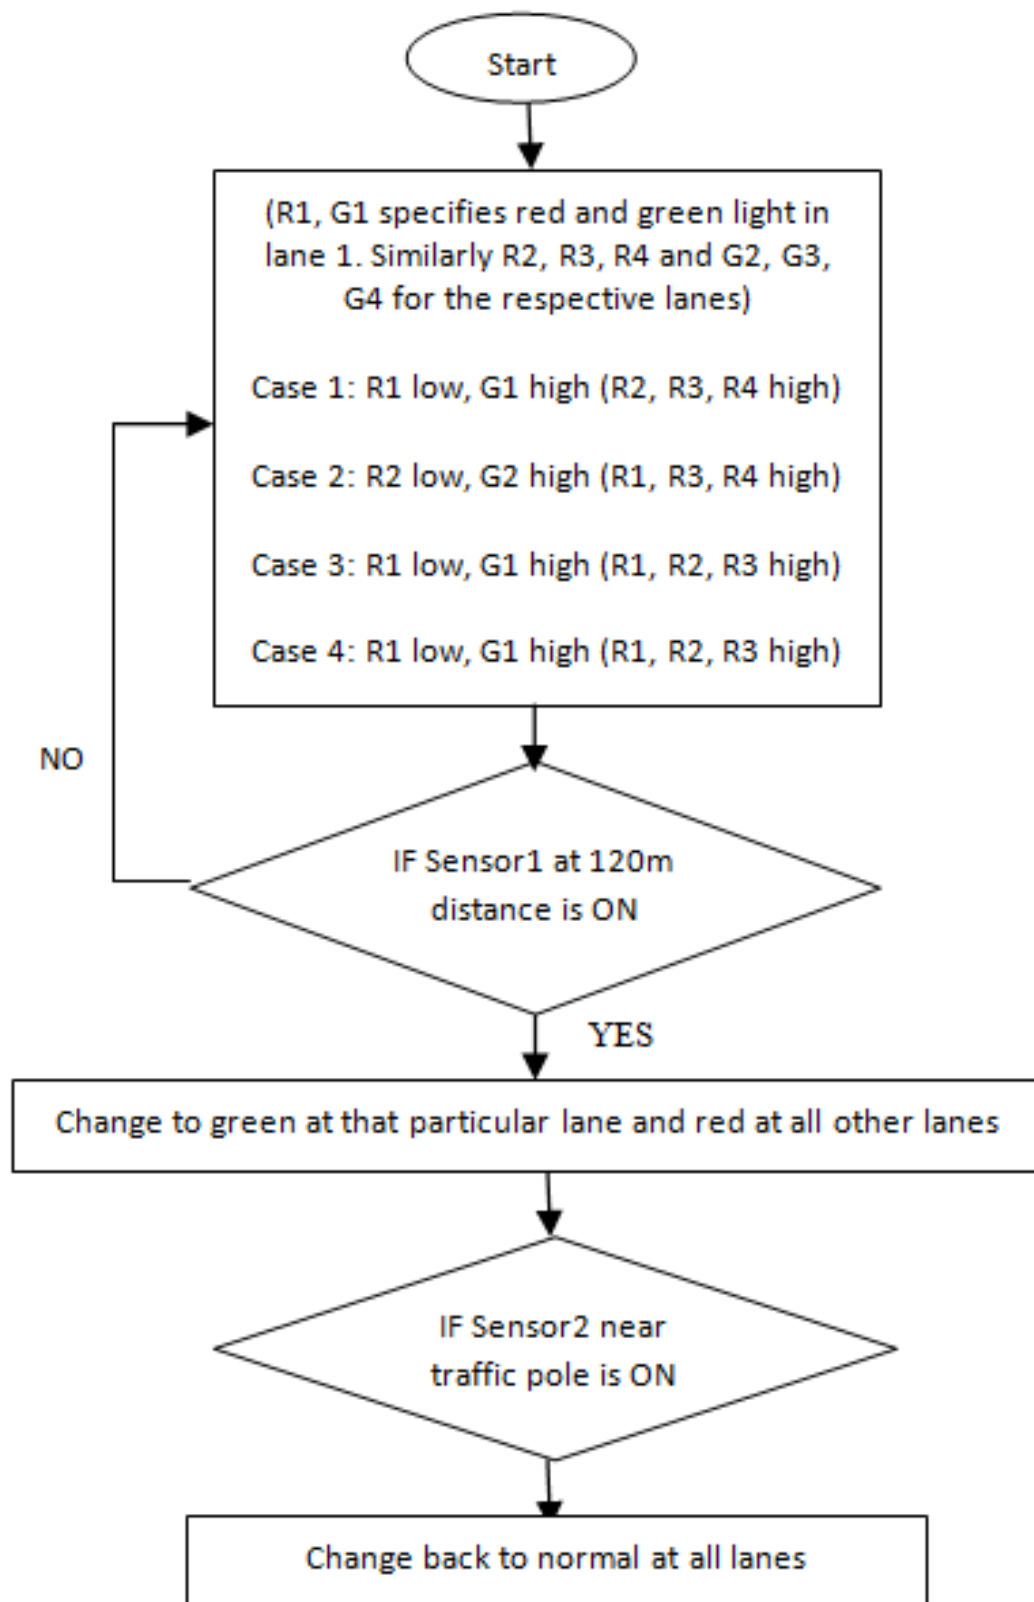 Start
(R1, G1 specifies red and green light in
lane 1. Similarly R2, R3, R4 and G2, G3,
G4 for the respective lanes)
Case 1: R1 low, G1 high (R2, R3, R4 high)
Case 2: R2 low, G2 high (R1, R3, R4 high)
Case 3: R1 low, G1 high (R1, R2, R3 high)
Case 4: R1 low, G1 high (R1, R2, R3 high)
NO
IF Sensor1 at 120m
distance is ON
YES
Change to green at that particular lane and red at all other lanes
IF Sensor2 near
traffic pole is ON
Change back to normal at all lanes